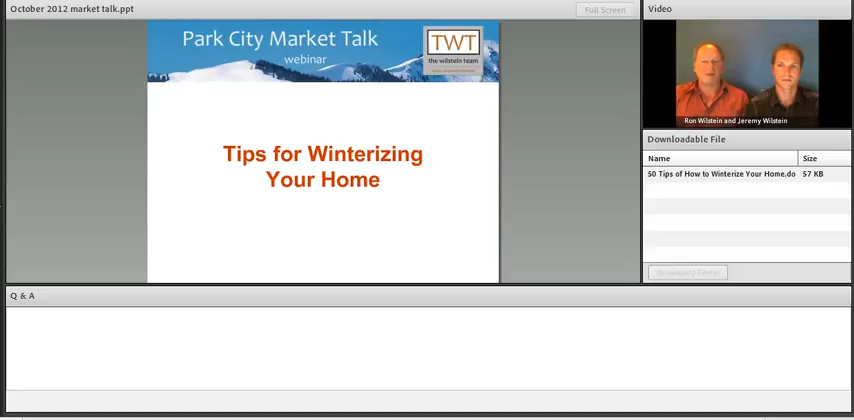 October 2012 market talk.ppt
Full Screen
Video
Park City Market Talk
webinar
TWT
the wilstein team
Tips for Winterizing
Your Home
Ron Wilstein and Jeremy Wilstein
Downloadable File
Name Size
50 Tips of How to Winterize Your Home.do 57 KB
Q & A